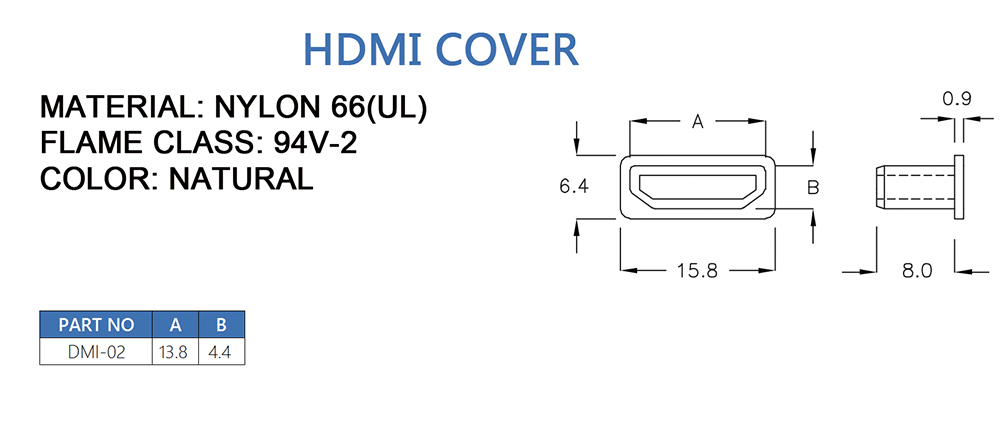 HDMI COVER
MATERIAL: NYLON 66(UL)
FLAME CLASS: 94V-2
COLOR: NATURAL
0.9
A
6.4
B
15.8
8.0
PART NO A B
DMI-02 13.8 4.4